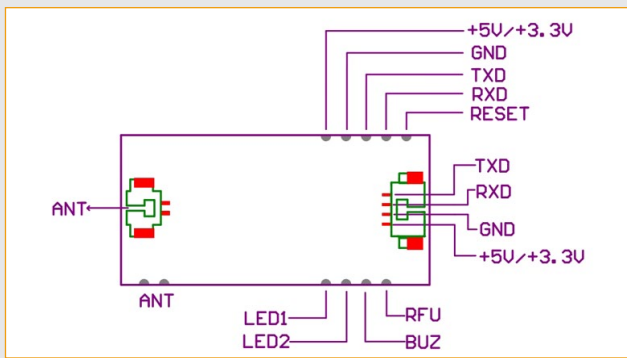 +5V/+3.3V
GND
TXD
RXD
RESET
TXD
RXD
ANT
GND
+5V/+3.3V
ANT
LED1
RFU
LED2
BUZ